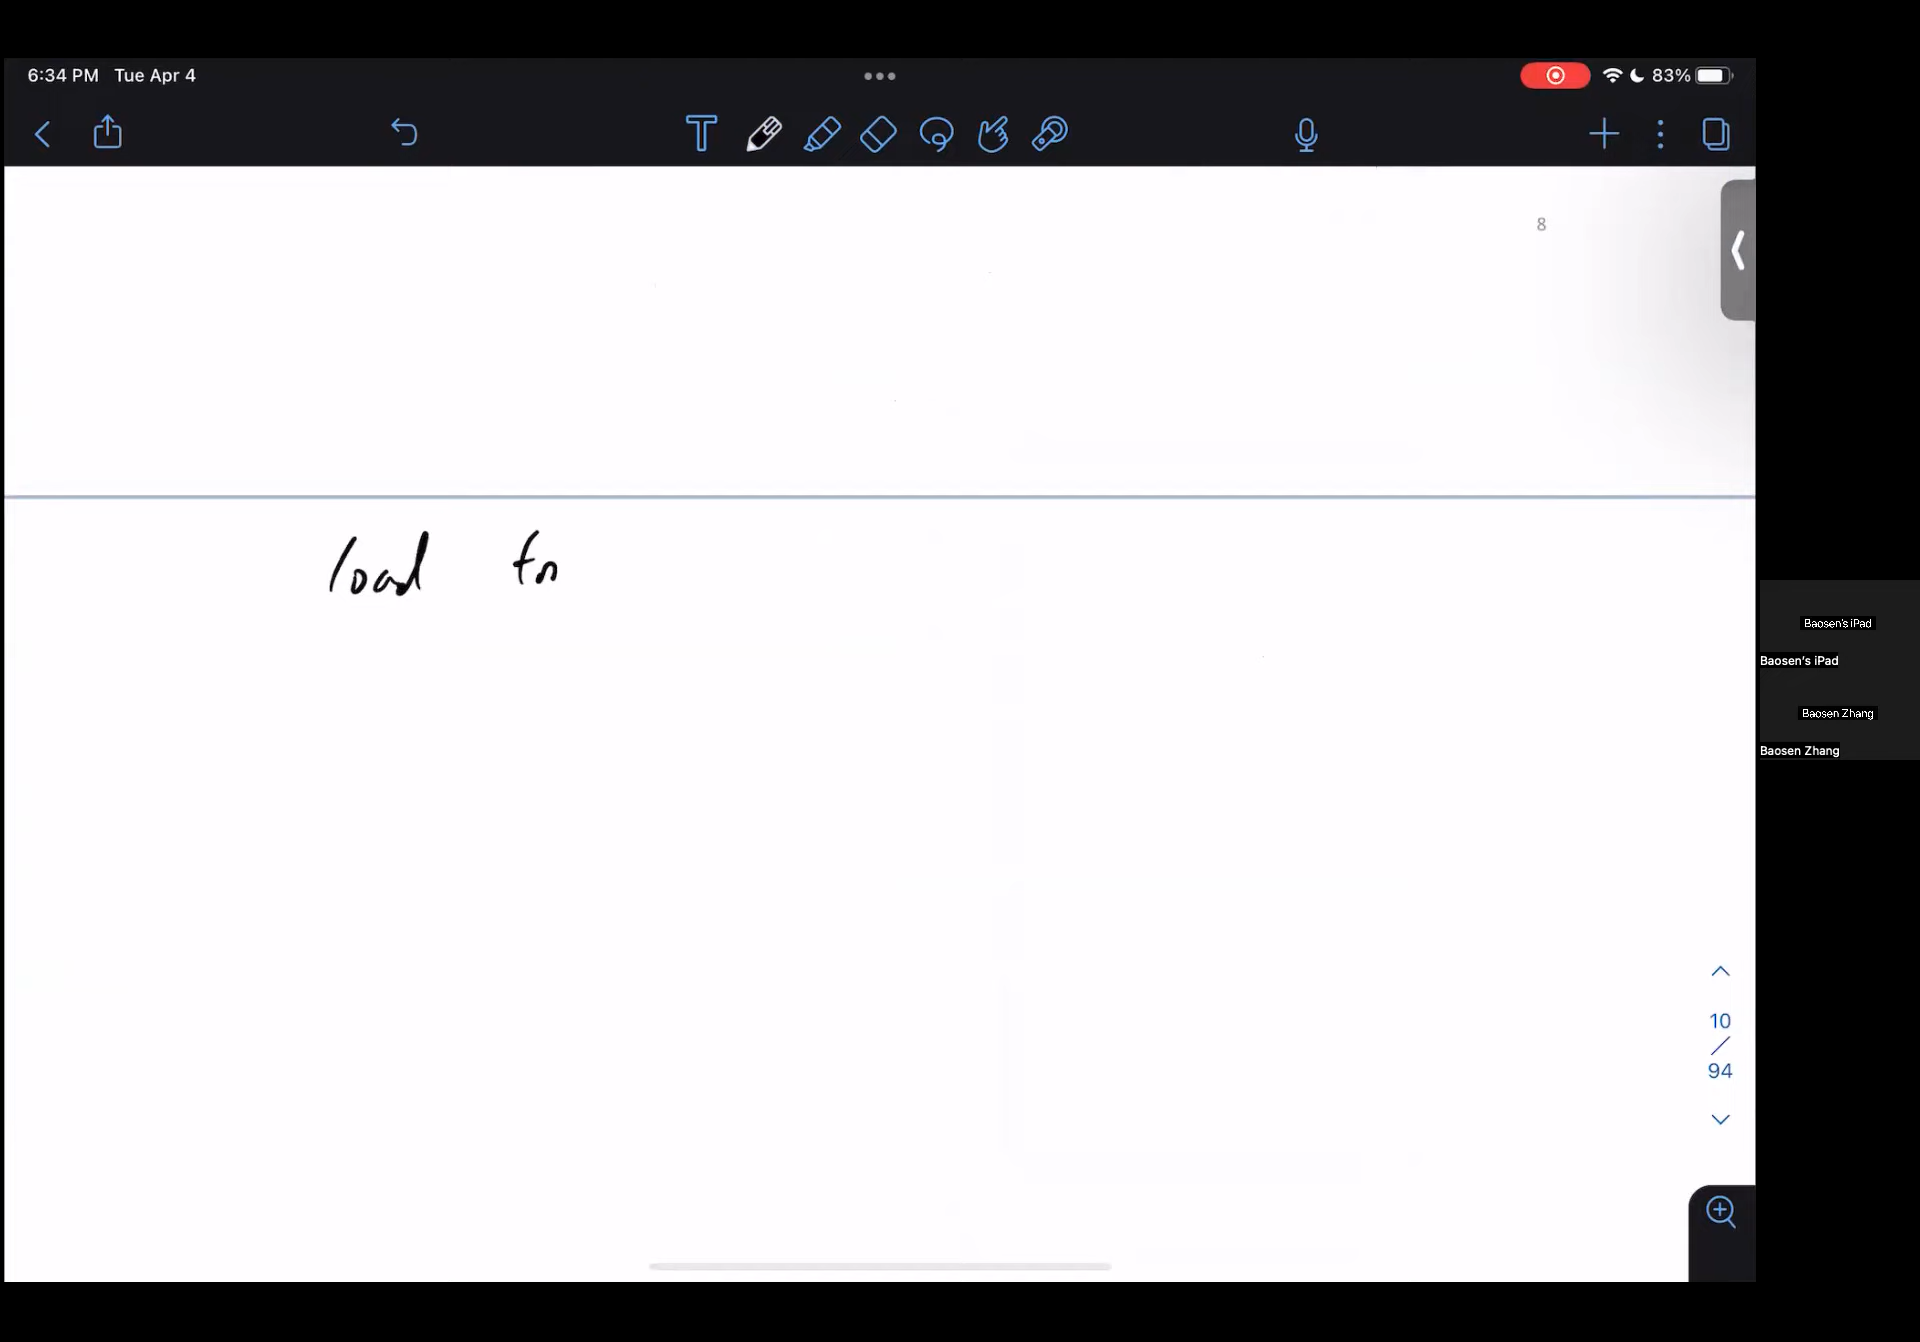 6:34 PM Tue Apr 4
83%
8
load fn
Baosen's iPad
Baosen's iPad
Baosen Zhang
Baosen Zhang
10
/
94